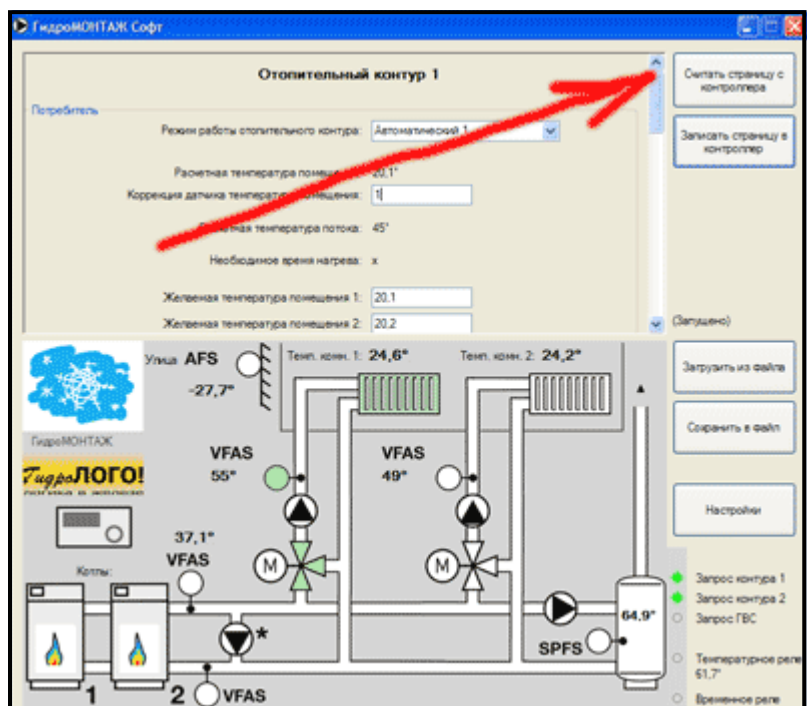 ГидроМОНТАЖ Софт
Отопительный контур 1
Считать страницу с
контроллера
Потребитель
Режим работы отопительного контура: Автоматический 1
Записать страницу в
контроллер
Расчетная температура помещения: 20,1°
Коррекция датчика температуры помещения: 1
температура потока: 45°
Необходимое время нагрева: x
Желаемая температура помещения 1: 20.1
Желаемая температура помещения 2: 20.2
(Запущено)
Улица AFS
-27,7°
Темп. комн. 1: 24,6°
Темп. комн. 2: 24,2°
Загрузить из файла
Сохранить в файл
ГидроМОНТАЖ
ГидроЛОГО!
логика в железе
VFAS
55°
VFAS
49°
Настройки
37,1°
VFAS
Котлы:
M
M
Запрос контура 1
Запрос контура 2
Запрос ГВС
64.9°
*
SPFS
Температурное реле
61,7°
1
2
VFAS
Временное реле